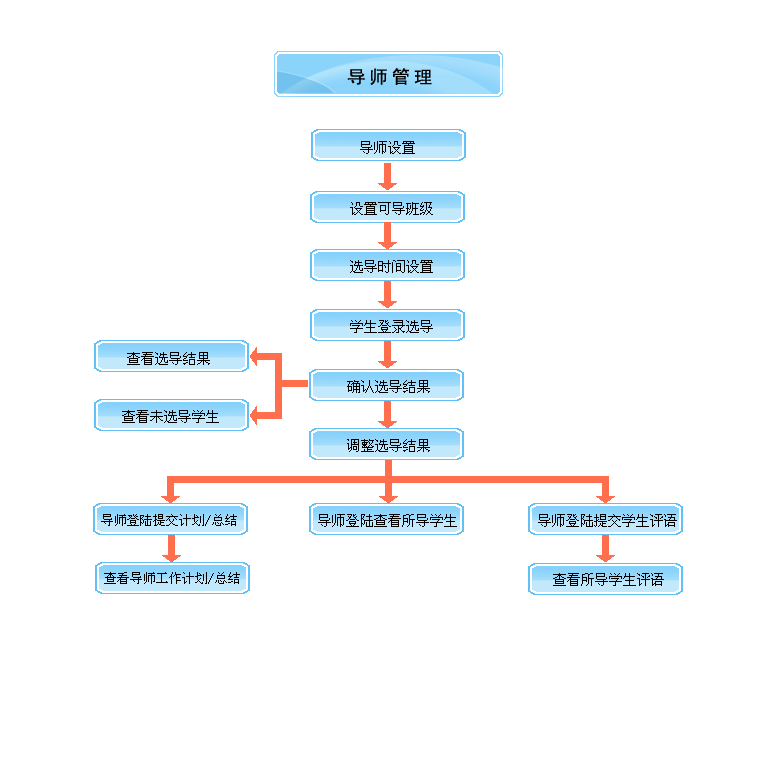 导师管理
导师设置
设置可导班级
选导时间设置
学生登录选导
查看选导结果
确认选导结果
查看未选导学生
调整选导结果
导师登陆提交计划/总结
导师登陆查看所导学生
导师登陆提交学生评语
查看导师工作计划/总结
查看所导学生评语